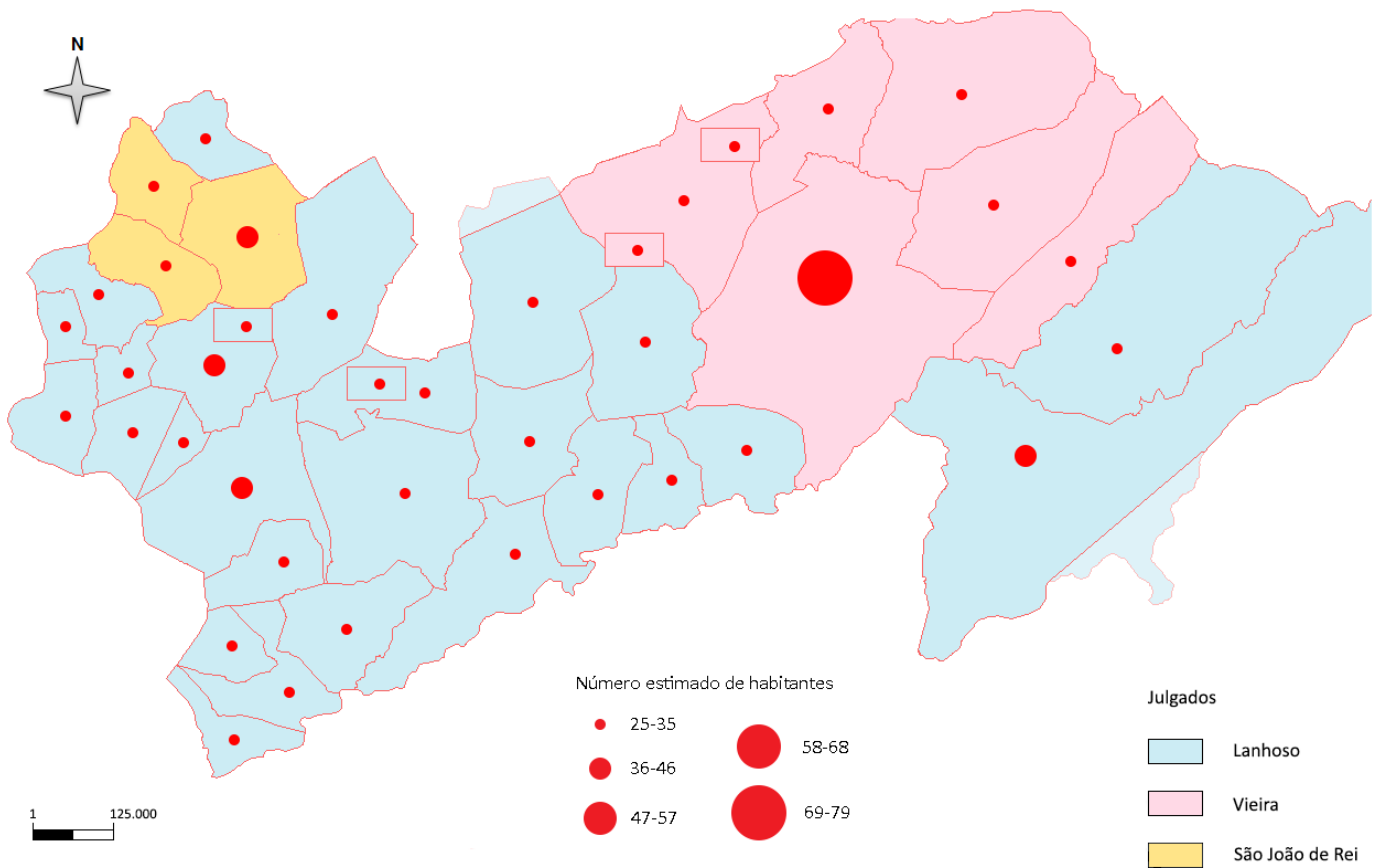 N
Número estimado de habitantes
25-35
36-46
47-57
58-68
69-79
Julgados
Lanhoso
Vieira
São João de Rei
1 125.000